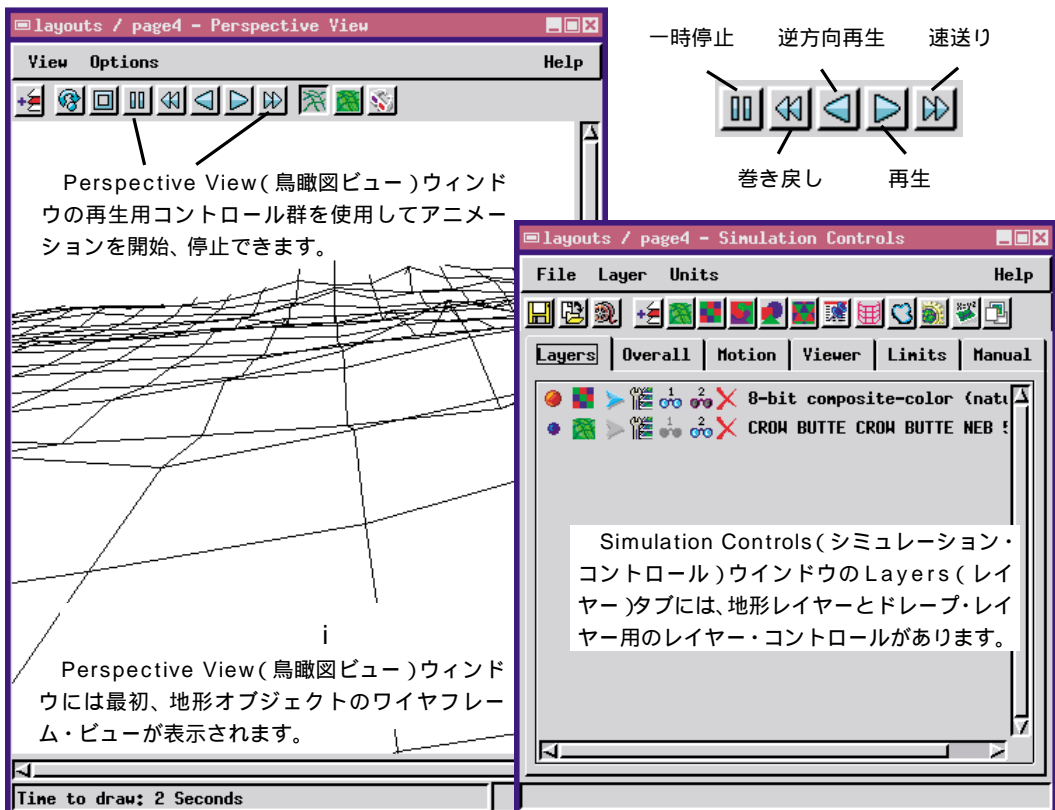 layouts / page4 - Perspective View
View Options Help
Perspective View(鳥瞰図ビュー)ウィンド
ウの再生用コントロール群を使用してアニメー
ションを開始、停止できます。
i
Perspective View(鳥瞰図ビュー)ウィンド
ウには最初、地形オブジェクトのワイヤフレー
ム・ビューが表示されます。
Time to draw: 2 Seconds
一時停止 逆方向再生 速送り
巻き戻し 再生
layouts / page4 - Simulation Controls
File Layer Units Help
Layers Overall Motion Viewer Limits Manual
1 2 8-bit composite-color (natu
1 2 CROW BUTTE CROW BUTTE NEB
Simulation Controls(シミュレーション・
コントロール)ウインドウのLayers(レイ
ヤー)タブには、地形レイヤーとドレープ・レイ
ヤー用のレイヤー・コントロールがあります。